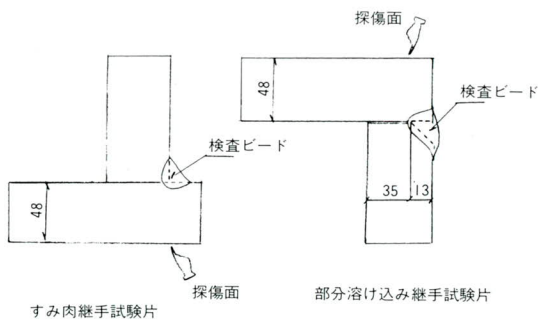 探傷面
48
検査ビード
35
13
検査ビード
48
探傷面
部分溶け込み継手試験片
すみ肉継手試験片